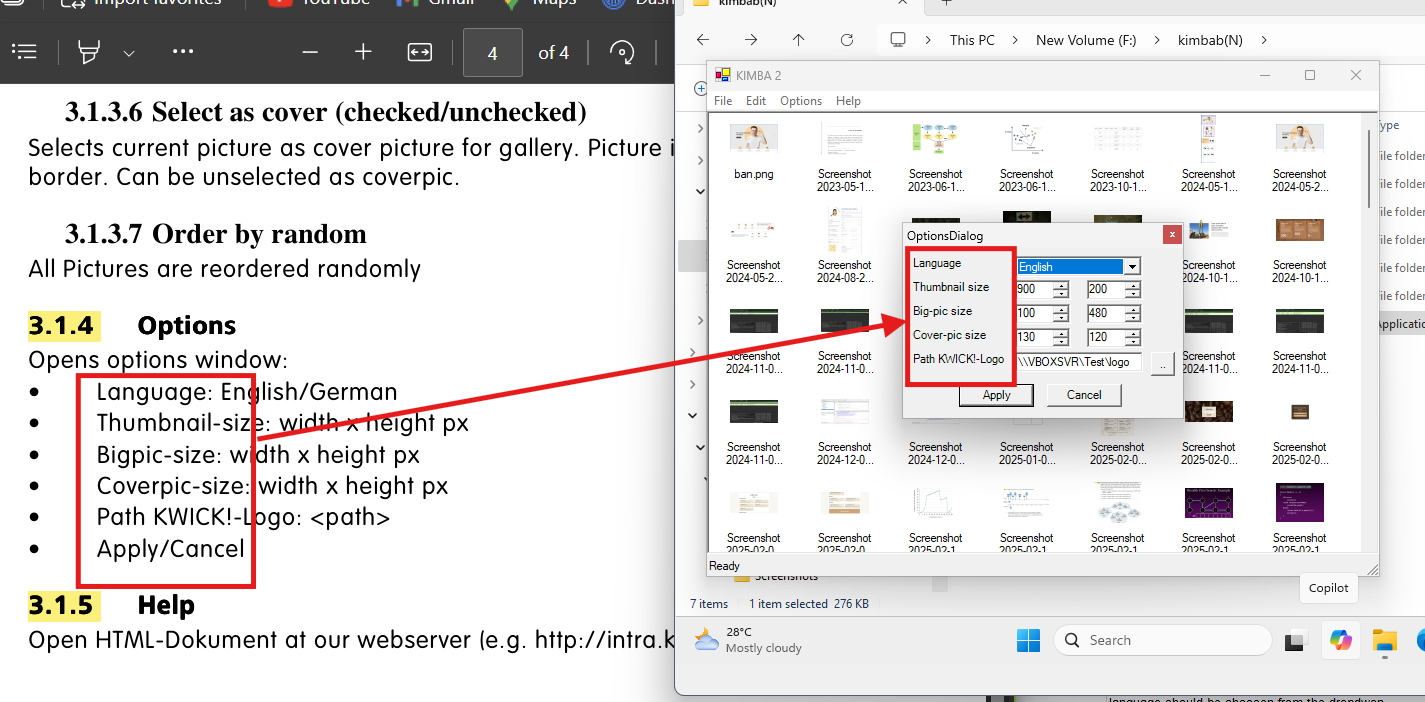 import favorites
YouTube
Gmail
Maps
4 of 4
3.1.3.6 Select as cover (checked/unchecked)
Selects current picture as cover picture for gallery. Picture i
border. Can be unselected as coverpic.
3.1.3.7 Order by random
All Pictures are reordered randomly
3.1.4 Options
Opens options window:
• Language: English/German
• Thumbnail-size: width x height px
• Bigpic-size: width x height px
• Coverpic-size: width x height px
• Path KWICK!-Logo: <path>
• Apply/Cancel
3.1.5 Help
Open HTML-Dokument at our webserver (e.g. http://intra.k
kimbab(N)
This PC > New Volume (F:) > kimbab(N) >
KIMBA 2
File Edit Options Help
ban.png
Screenshot
2023-05-1...
Screenshot
2023-06-1...
Screenshot
2023-06-1...
Screenshot
2023-10-1...
Screenshot
2024-05-1...
Screenshot
2024-05-2...
Screenshot
2024-05-2...
Screenshot
2024-08-2...
Screenshot
2024-10-1...
Screenshot
2024-10-1...
OptionsDialog
Language English
Thumbnail size 900 200
Big-pic size 100 480
Cover-pic size 130 120
Path KWICK!-Logo \\VBOXSVR\Test\logo ..
Apply Cancel
Screenshot
2024-11-0...
Screenshot
2024-11-0...
Screenshot
2024-11-0...
Screenshot
2024-11-0...
Screenshot
2024-11-0...
Screenshot
2024-12-0...
Screenshot
2024-12-0...
Screenshot
2025-01-0...
Screenshot
2025-02-0...
Screenshot
2025-02-0...
Screenshot
2025-02-0...
Screenshot
2025-02-0...
Screenshot
2025-02-0...
Screenshot
2025-02-1...
Screenshot
2025-02-1...
Screenshot
2025-02-1...
Screenshot
2025-02-1...
Screenshot
2025-02-1...
Ready
ype
ile folder
ile folder
ile folder
ile folder
ile folder
ile folder
Applicatio
Screenshots
7 items 1 item selected 276 KB
Copilot
28°C
Mostly cloudy
Search